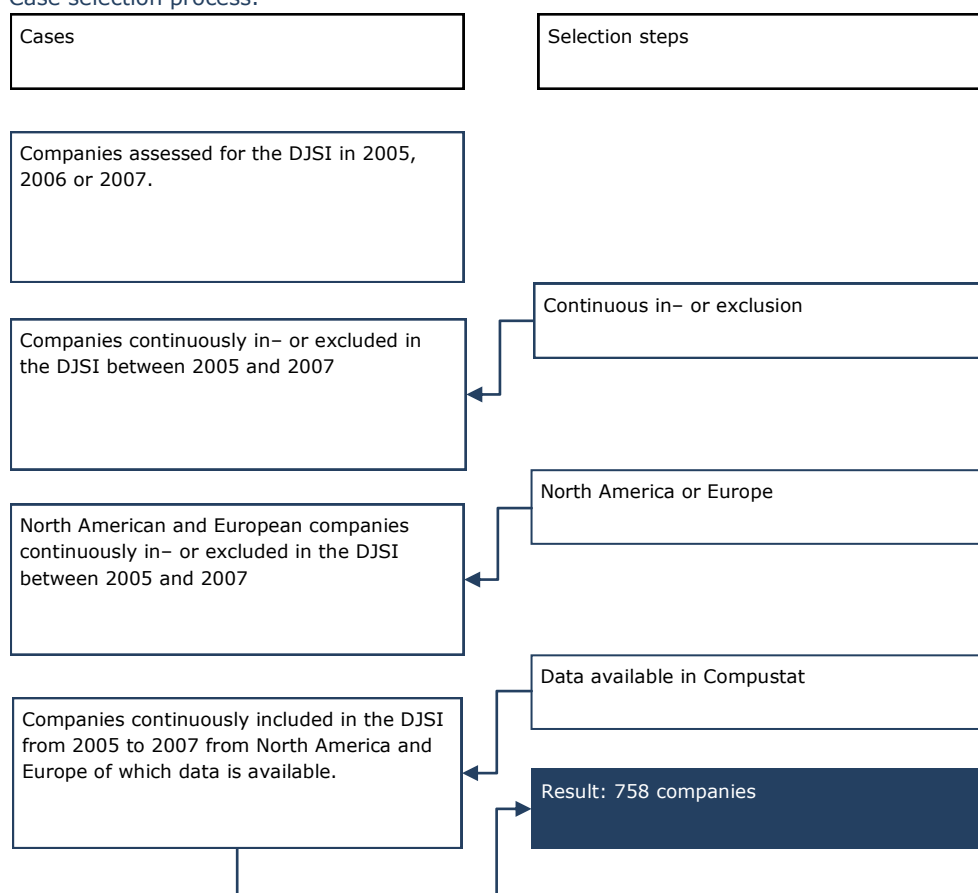 Case selection process:
Cases
Selection steps
Companies assessed for the DJSI in 2005,
2006 or 2007.
Continuous in– or exclusion
Companies continuously in– or excluded in
the DJSI between 2005 and 2007
North America or Europe
North American and European companies
continuously in– or excluded in the DJSI
between 2005 and 2007
Data available in Compustat
Companies continuously included in the DJSI
from 2005 to 2007 from North America and
Europe of which data is available.
Result: 758 companies